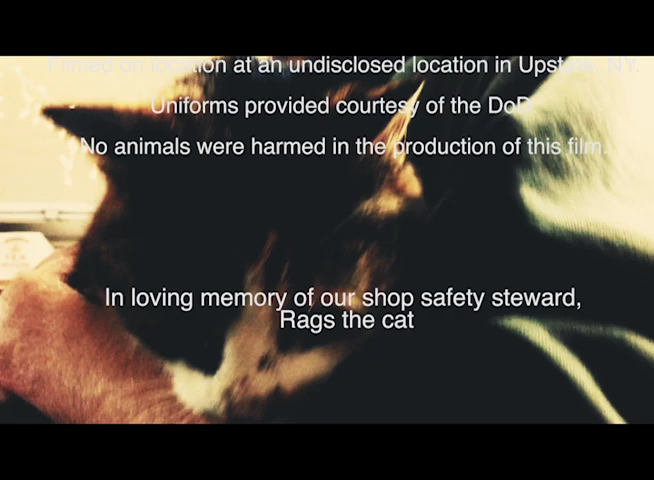 Filmed on location at an undisclosed location in Upstate, NY.
Uniforms provided courtesy of the DoD
No animals were harmed in the production of this film.
In loving memory of our shop safety steward,
Rags the cat